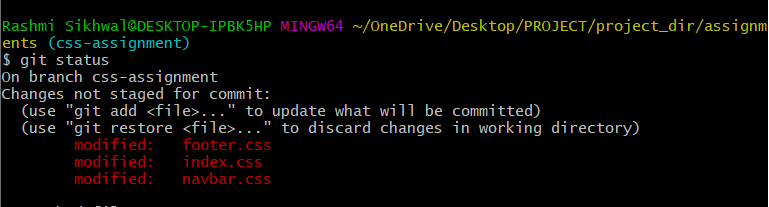 Rashmi Sikhwal@DESKTOP-IPBK5HP MINGW64 ~/OneDrive/Desktop/PROJECT/project_dir/assignm
ents (css-assignment)
$ git status
On branch css-assignment
Changes not staged for commit:
  (use "git add <file>..." to update what will be committed)
  (use "git restore <file>..." to discard changes in working directory)
        modified:   footer.css
        modified:   index.css
        modified:   navbar.css